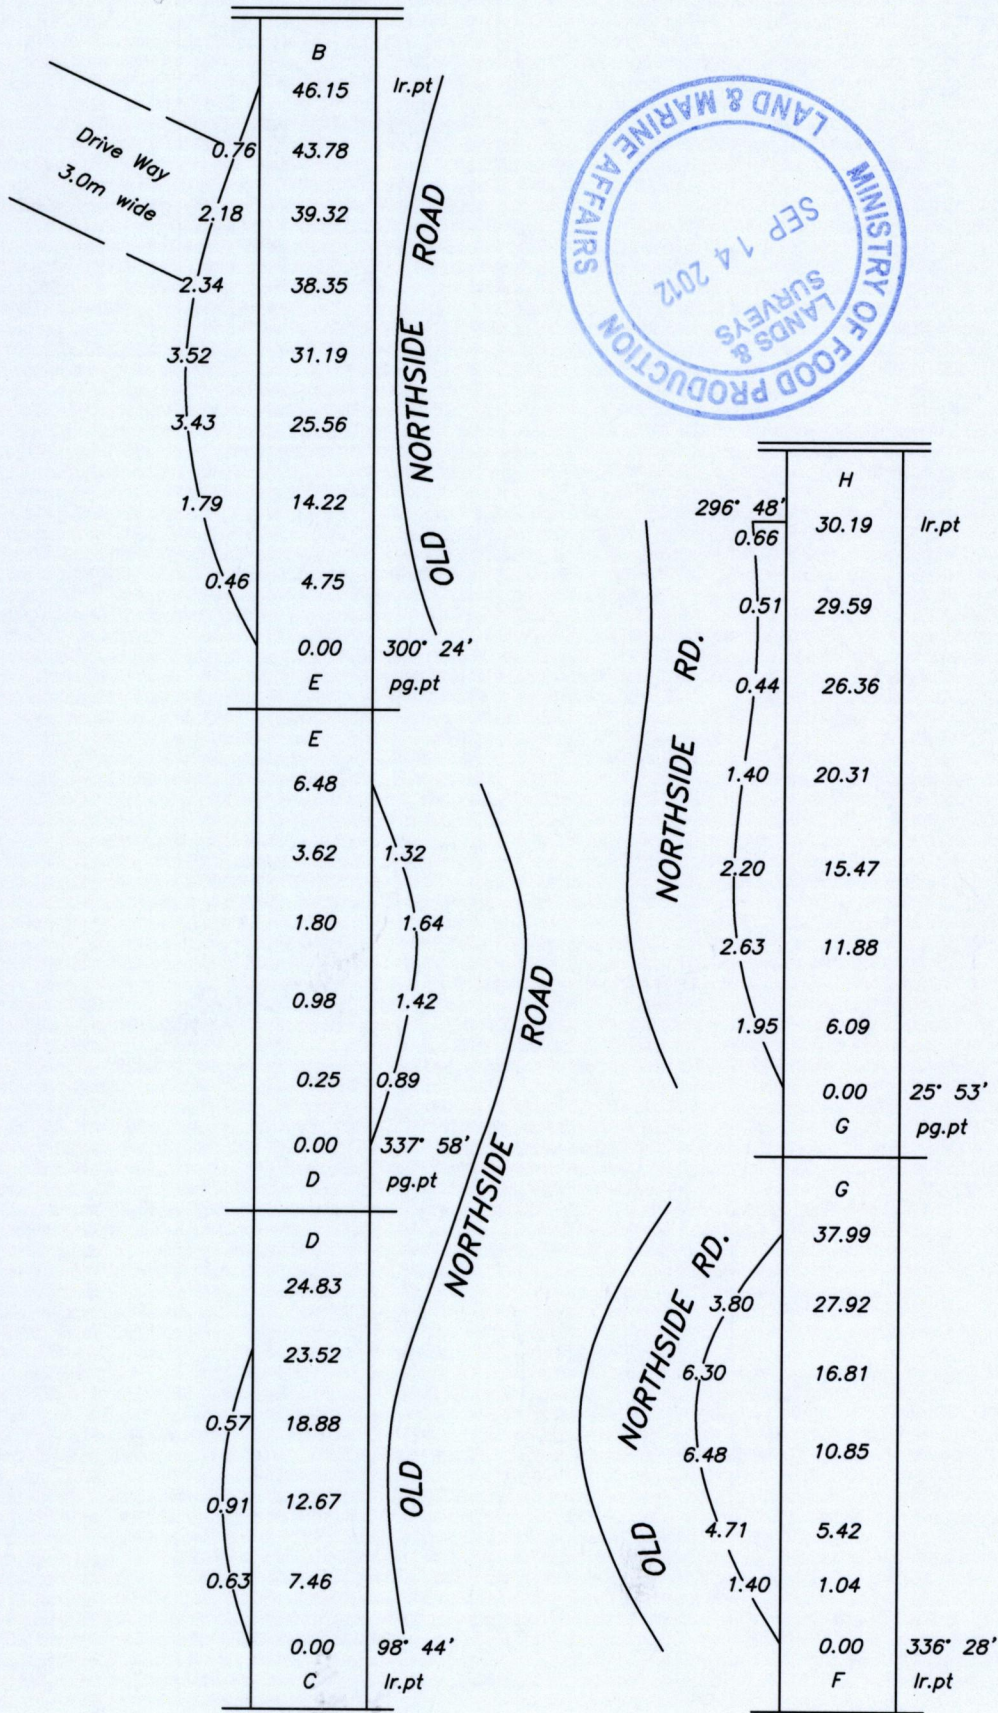 B
46.15 Ir.pt
0.76 43.78
Drive Way
3.0m wide
2.18 39.32
2.34 38.35
3.52 31.19
3.43 25.56
1.79 14.22
0.46 4.75
0.00 300° 24'
E pg.pt
OLD NORTHSIDE ROAD
E
6.48
3.62 1.32
1.80 1.64
0.98 1.42
0.25 0.89
0.00 337° 58'
D pg.pt
D
24.83
23.52
0.57 18.88
0.91 12.67
0.63 7.46
0.00 98° 44'
C Ir.pt
OLD NORTHSIDE ROAD
MINISTRY OF FOOD PRODUCTION
LAND & MARINE AFFAIRS
SEP 14 2012
LANDS &
SURVEYS
H
296° 48'
0.66 30.19 Ir.pt
0.51 29.59
0.44 26.36
1.40 20.31
2.20 15.47
2.63 11.88
1.95 6.09
0.00 25° 53'
G pg.pt
NORTHSIDE RD.
G
37.99
3.80 27.92
6.30 16.81
6.48 10.85
4.71 5.42
1.40 1.04
0.00 336° 28'
F Ir.pt
OLD NORTHSIDE RD.